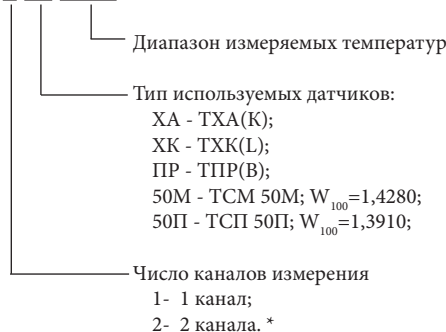 Диапазон измеряемых температур
Тип используемых датчиков:
ХА - ТХА(К);
ХК - ТХК(L);
ПР - ТПР(В);
50М - ТСМ 50М; W₁₀₀=1,4280;
50П - ТСП 50П; W₁₀₀=1,3910;
Число каналов измерения
1- 1 канал;
2- 2 канала. *